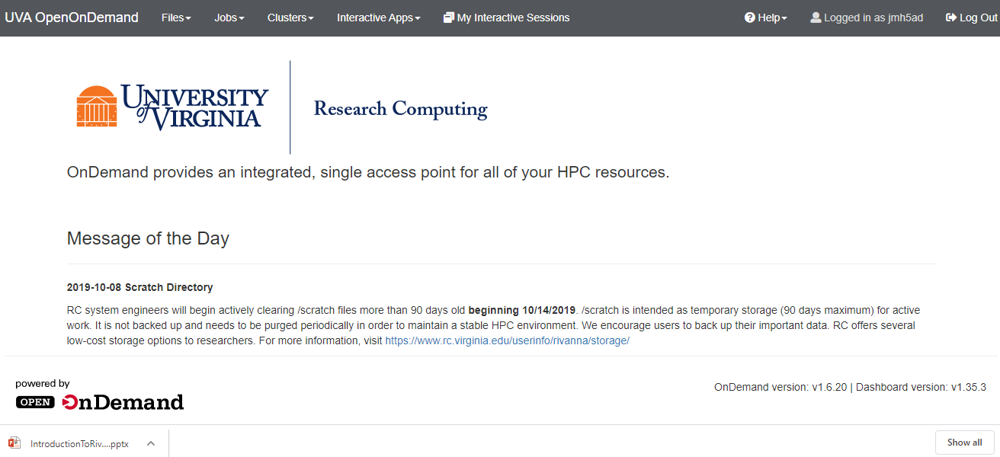 UVA OpenOnDemand Files Jobs Clusters Interactive Apps My Interactive Sessions Help Logged in as jmh5ad Log Out
UNIVERSITY
of VIRGINIA
Research Computing
OnDemand provides an integrated, single access point for all of your HPC resources.
Message of the Day
2019-10-08 Scratch Directory
RC system engineers will begin actively clearing /scratch files more than 90 days old beginning 10/14/2019. /scratch is intended as temporary storage (90 days maximum) for active
work. It is not backed up and needs to be purged periodically in order to maintain a stable HPC environment. We encourage users to back up their important data. RC offers several
low-cost storage options to researchers. For more information, visit https://www.rc.virginia.edu/userinfo/rivanna/storage/
powered by
OPEN OnDemand
OnDemand version: v1.6.20 | Dashboard version: v1.35.3
IntroductionToRiv....pptx
Show all